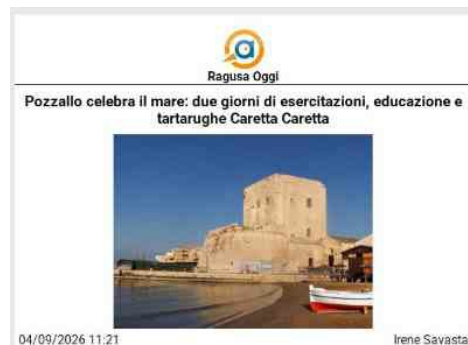 Ragusa Oggi
Pozzallo celebra il mare: due giorni di esercitazioni, educazione e
tartarughe Caretta Caretta
04/09/2026 11:21
Irene Savasta